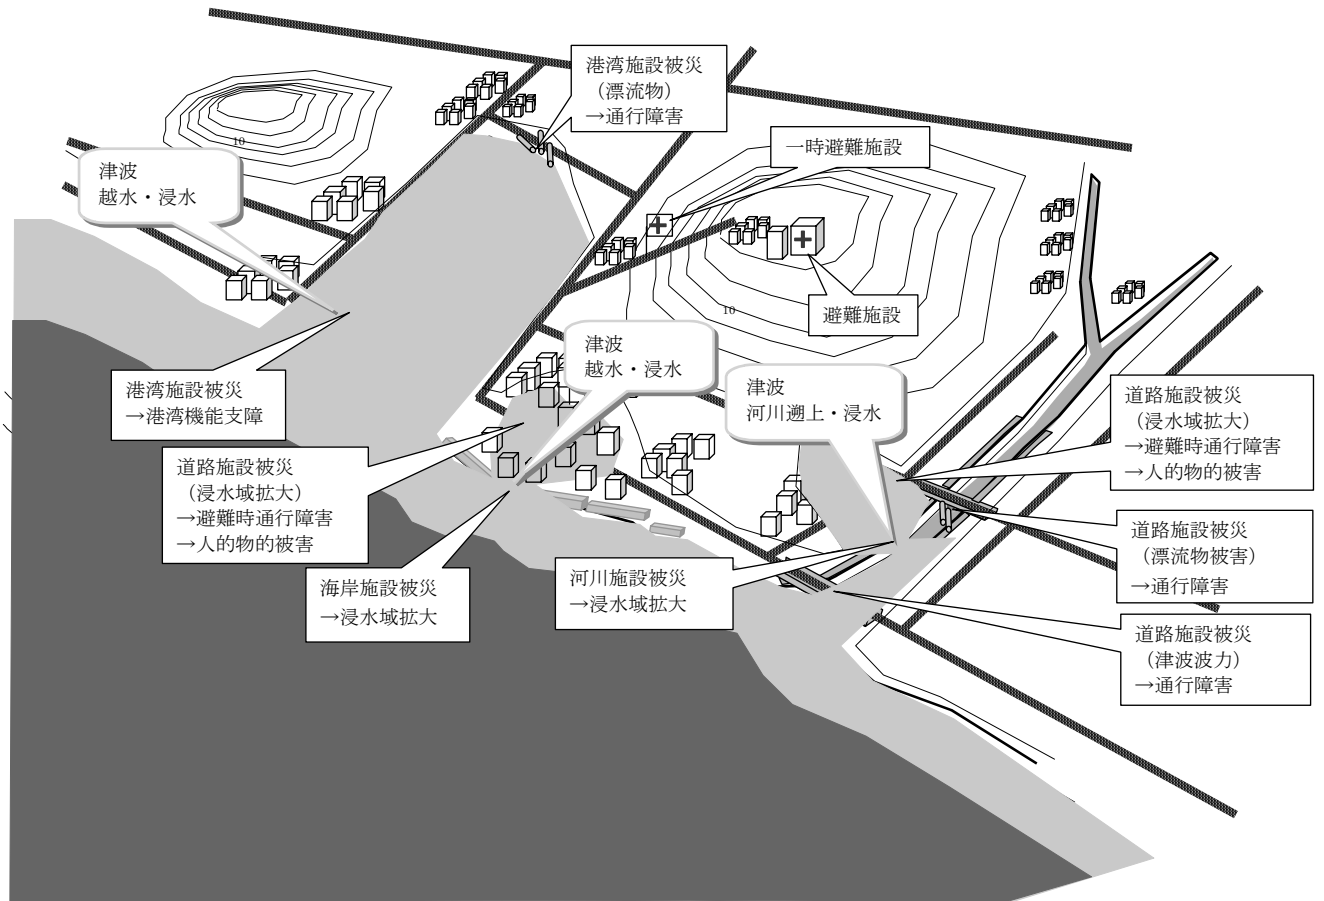 港湾施設被災
（漂流物）
→通行障害
一時避難施設
10
津波
越水・浸水
避難施設
10
津波
越水・浸水
港湾施設被災
→港湾機能支障
津波
河川遡上・浸水
道路施設被災
（浸水域拡大）
→避難時通行障害
→人的物的被害
道路施設被災
（浸水域拡大）
→避難時通行障害
→人的物的被害
道路施設被災
（漂流物被害）
→通行障害
海岸施設被災
→浸水域拡大
河川施設被災
→浸水域拡大
道路施設被災
（津波波力）
→通行障害